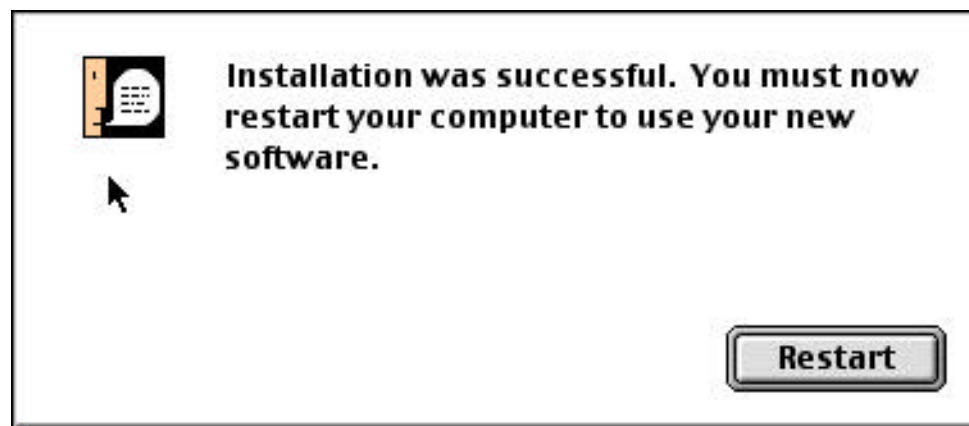 Installation was successful. You must now
restart your computer to use your new
software.
Restart